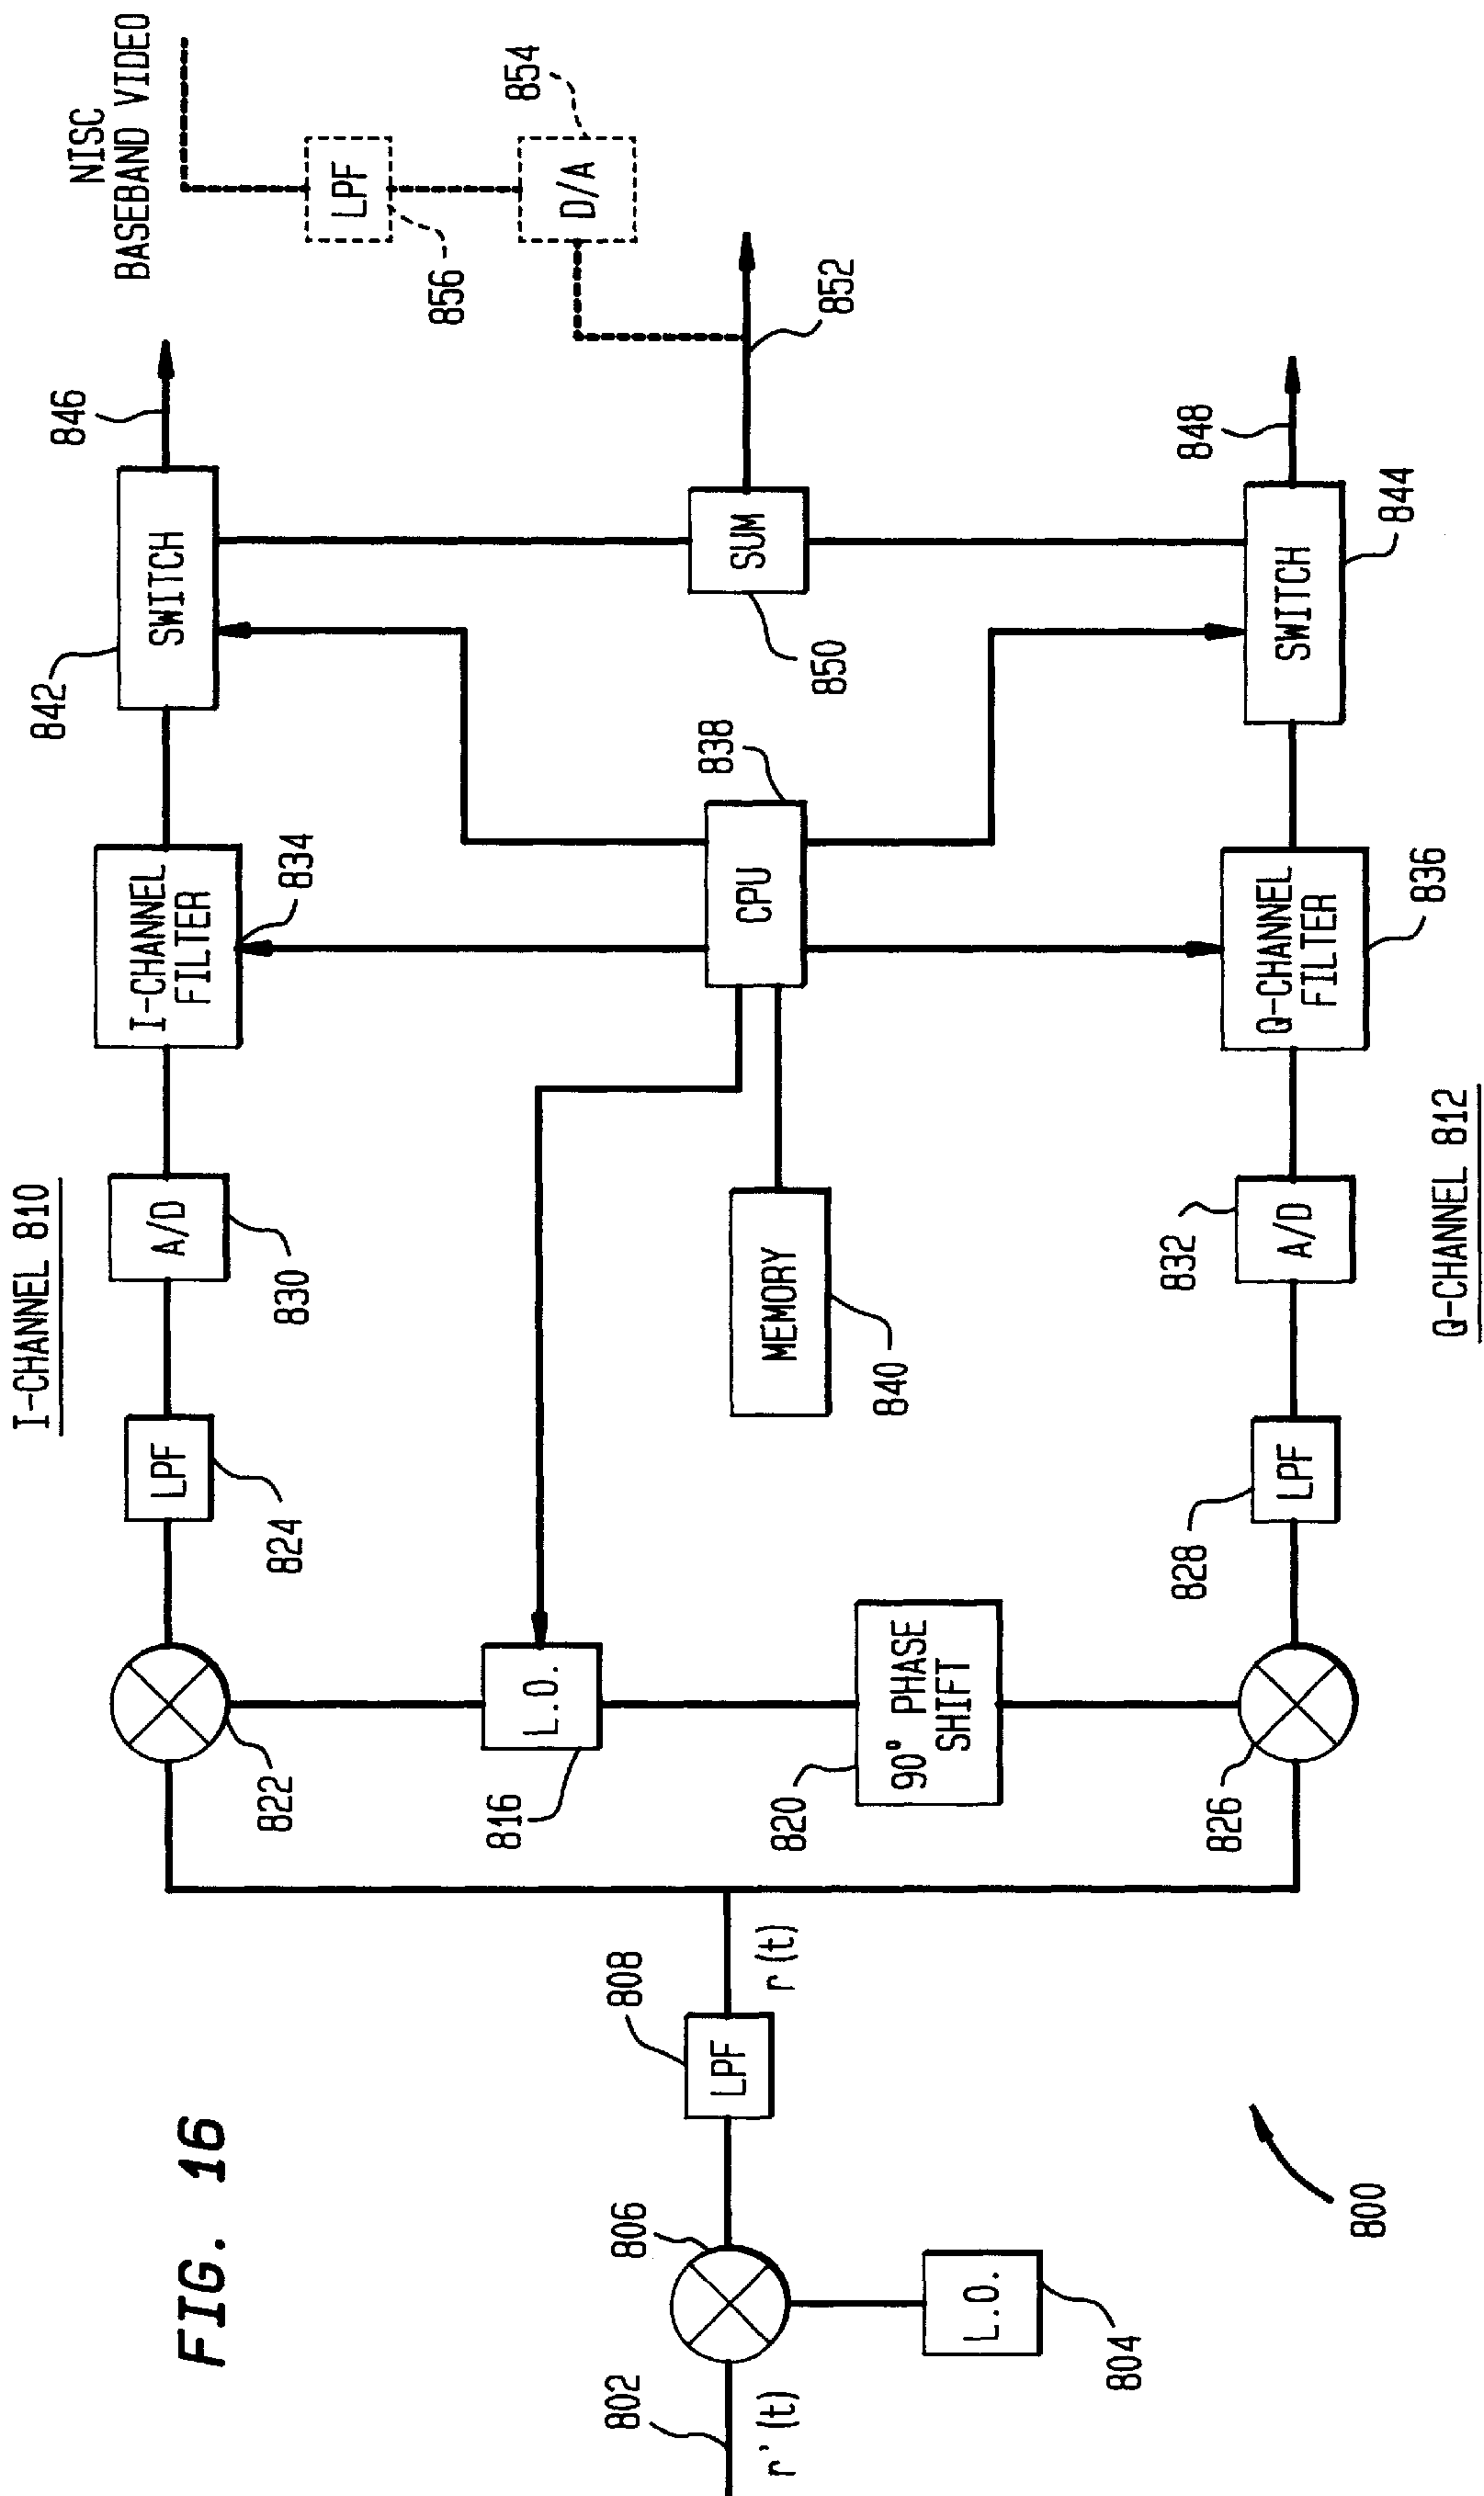 FIG. 16
I-CHANNEL 810
NISC
BASEBAND VIDEO
802
r'(t)
806
L.O.
804
LPF
808
r(t)
822
LPF
824
A/D
830
I-CHANNEL
FILTER
834
SWITCH
842
846
L.O.
816
90° PHASE
SHIFT
820
MEMORY
840
CPU
838
SUM
850
852
D/A
854
LPF
856
826
LPF
828
A/D
832
Q-CHANNEL
FILTER
836
SWITCH
844
848
Q-CHANNEL 812
800